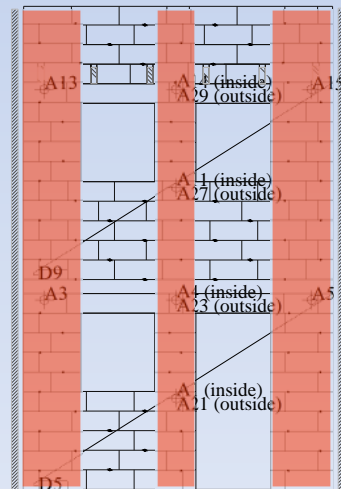 A13
(inside)
A29 (outside)
A15
(inside)
A27 (outside)
D9
A3
A4 (inside)
A23 (outside)
A5
(inside)
A21 (outside)
D5